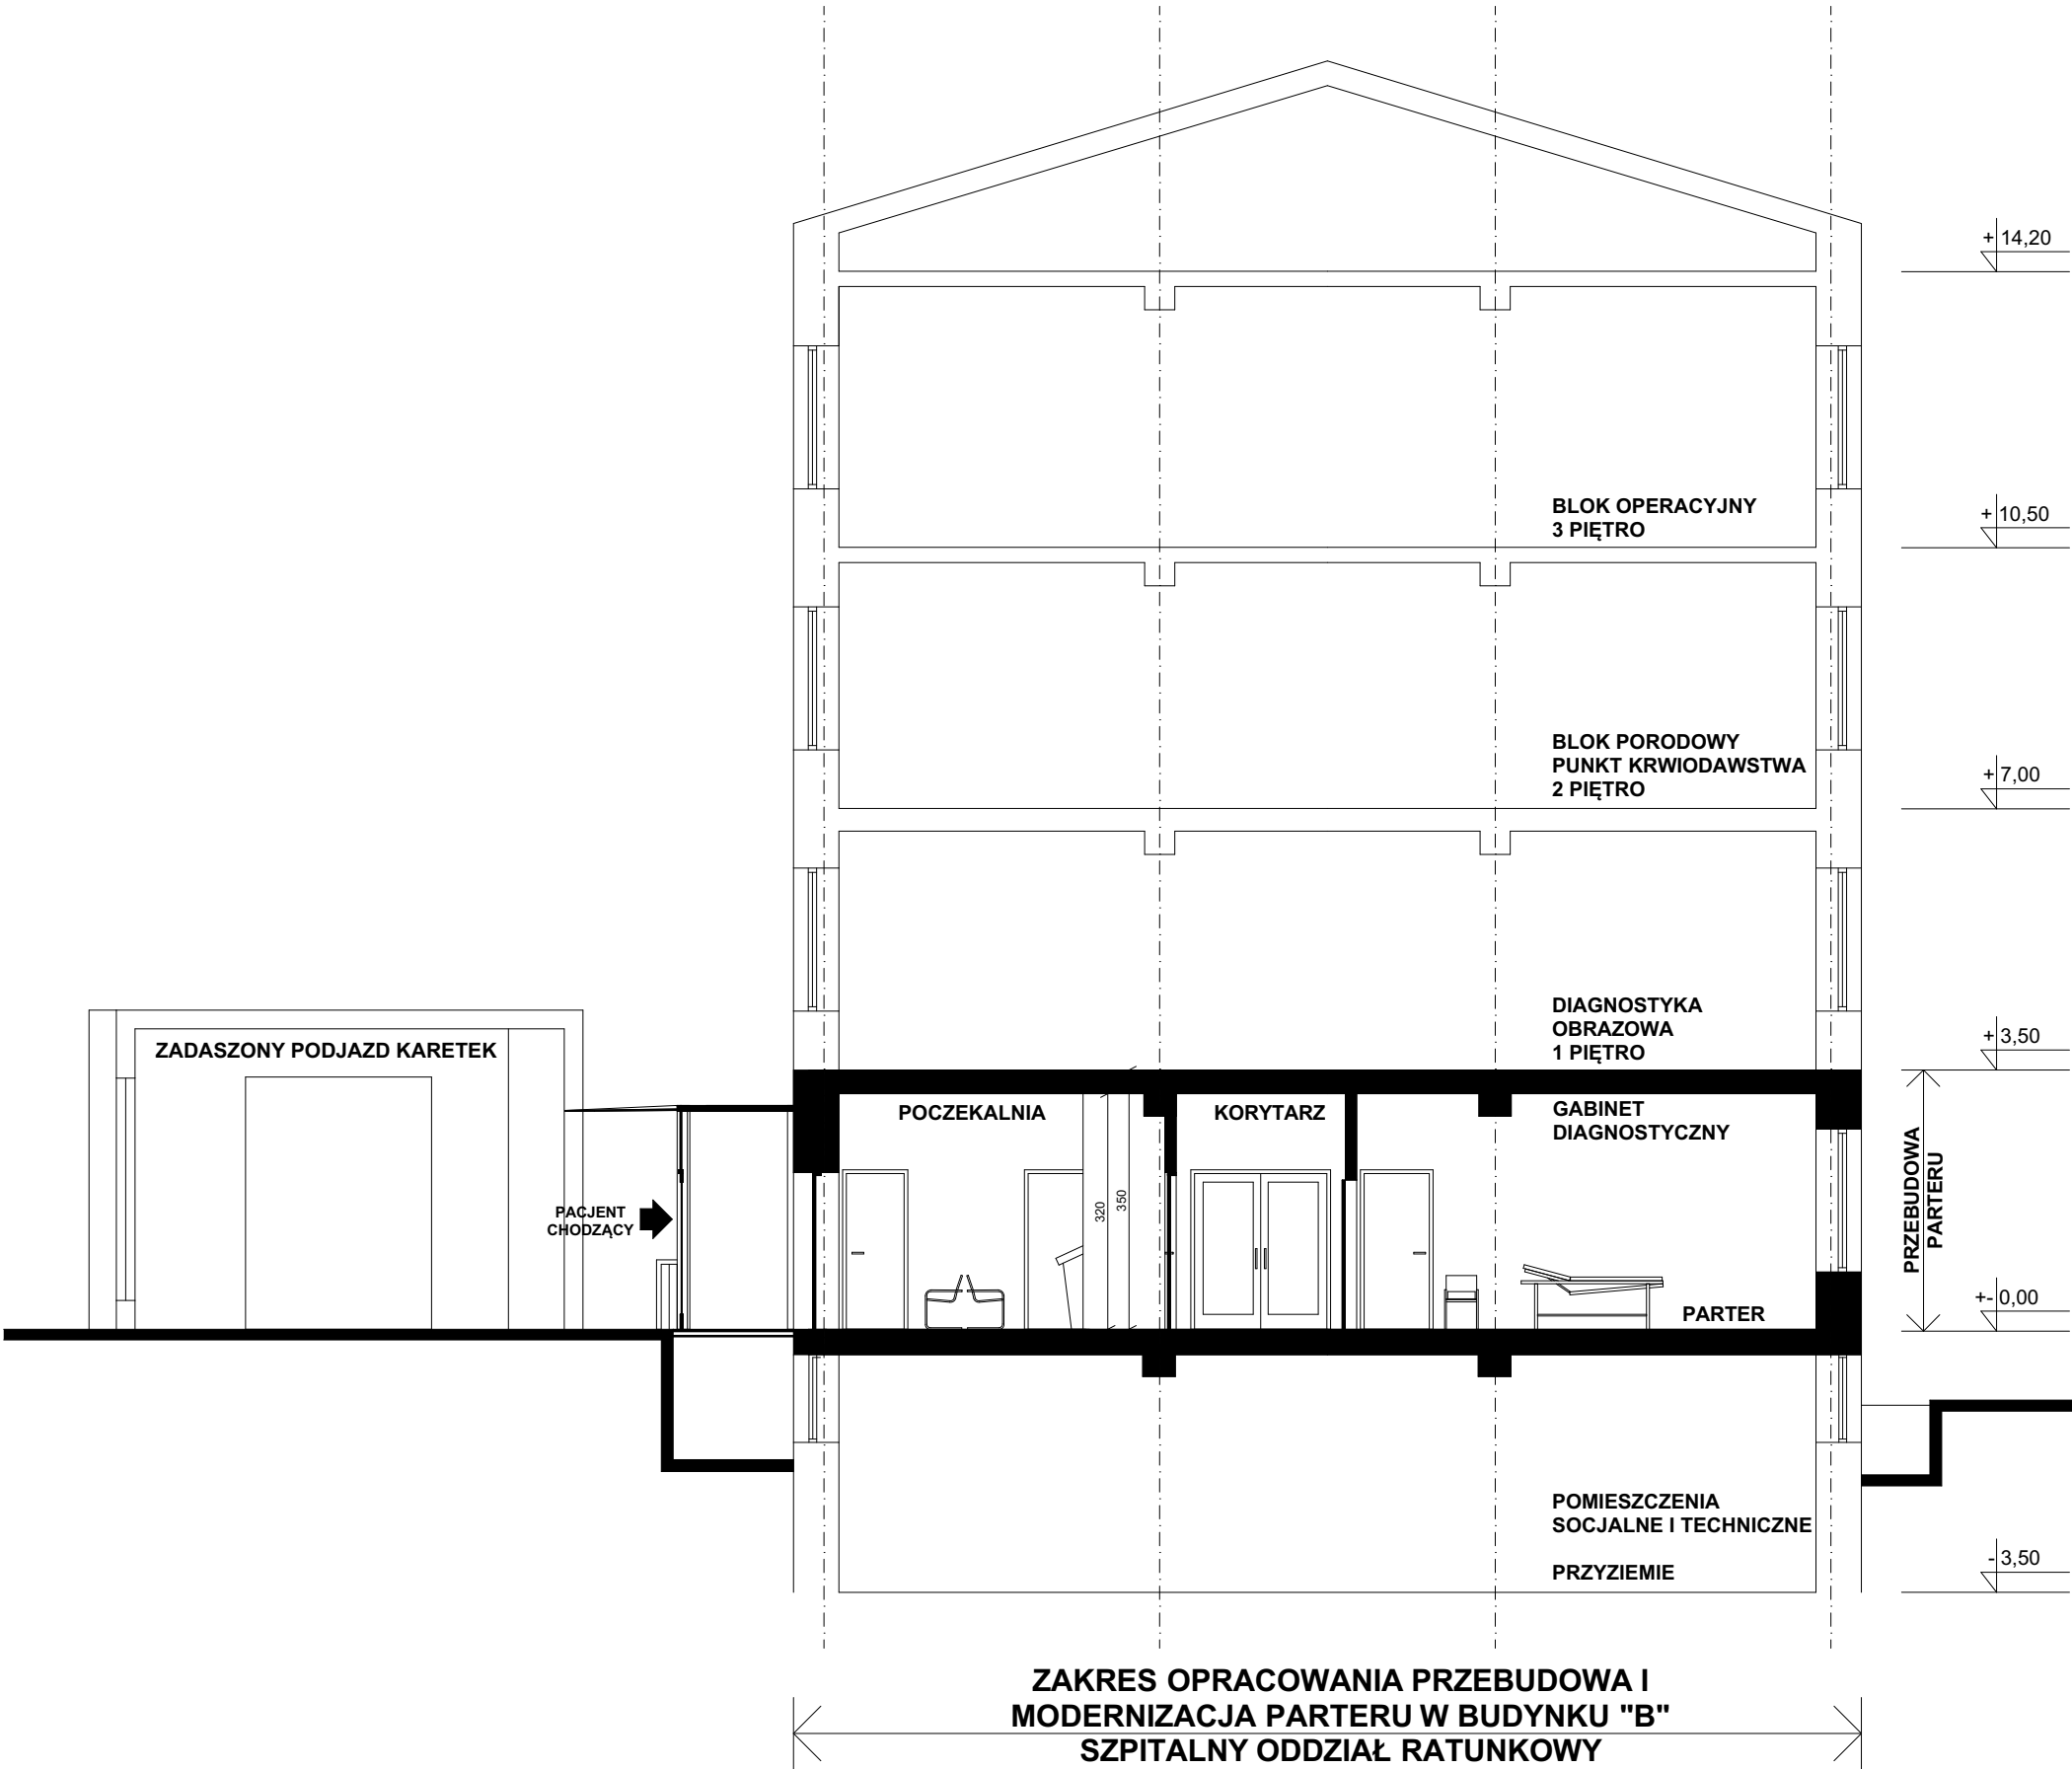 + 14,20
BLOK OPERACYJNY
3 PIĘTRO
+ 10,50
BLOK PORODOWY
PUNKT KRWIODAWSTWA
2 PIĘTRO
+ 7,00
DIAGNOSTYKA
OBRAZOWA
1 PIĘTRO
+ 3,50
ZADASZONY PODJAZD KARETEK
POCZEKALNIA
KORYTARZ
GABINET
DIAGNOSTYCZNY
PRZEBUDOWA
PARTERU
320
350
PACJENT
CHODZĄCY
PARTER
+- 0,00
POMIESZCZENIA
SOCJALNE I TECHNICZNE
PRZYZIEMIE
- 3,50
ZAKRES OPRACOWANIA PRZEBUDOWA I
MODERNIZACJA PARTERU W BUDYNKU "B"
SZPITALNY ODDZIAŁ RATUNKOWY